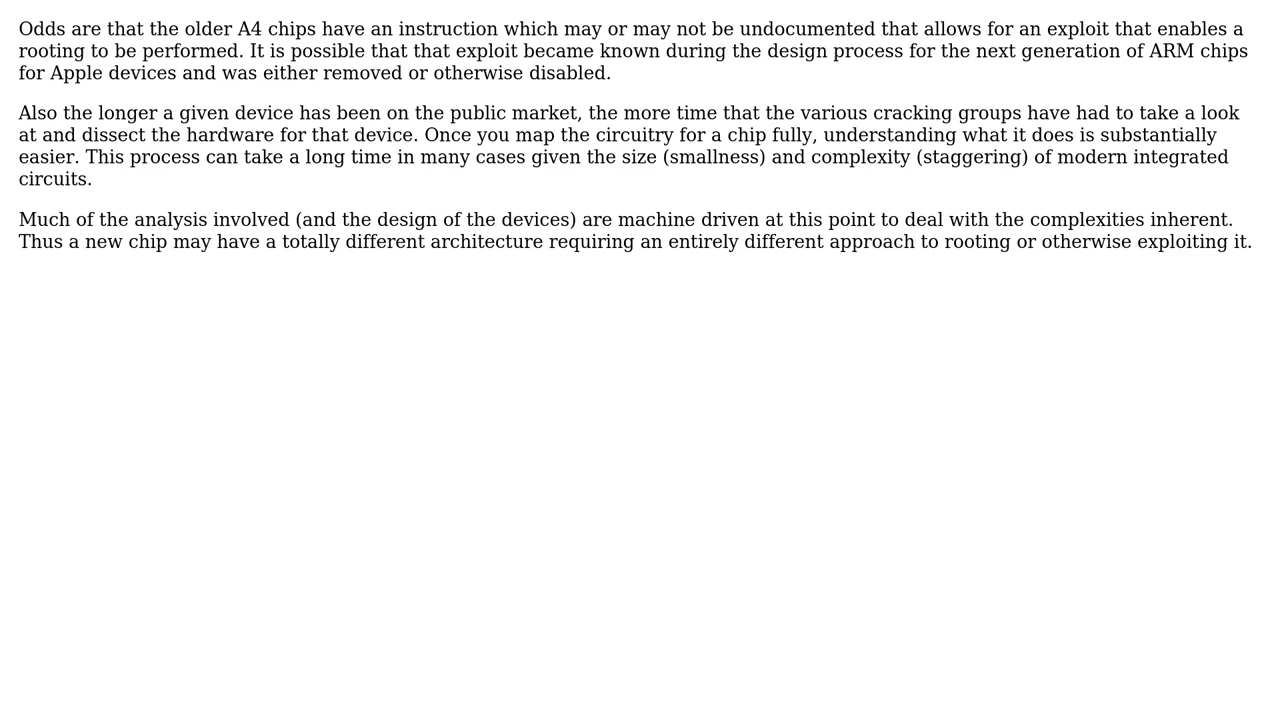 Odds are that the older A4 chips have an instruction which may or may not be undocumented that allows for an exploit that enables a
rooting to be performed. It is possible that that exploit became known during the design process for the next generation of ARM chips
for Apple devices and was either removed or otherwise disabled.
Also the longer a given device has been on the public market, the more time that the various cracking groups have had to take a look
at and dissect the hardware for that device. Once you map the circuitry for a chip fully, understanding what it does is substantially
easier. This process can take a long time in many cases given the size (smallness) and complexity (staggering) of modern integrated
circuits.
Much of the analysis involved (and the design of the devices) are machine driven at this point to deal with the complexities inherent.
Thus a new chip may have a totally different architecture requiring an entirely different approach to rooting or otherwise exploiting it.